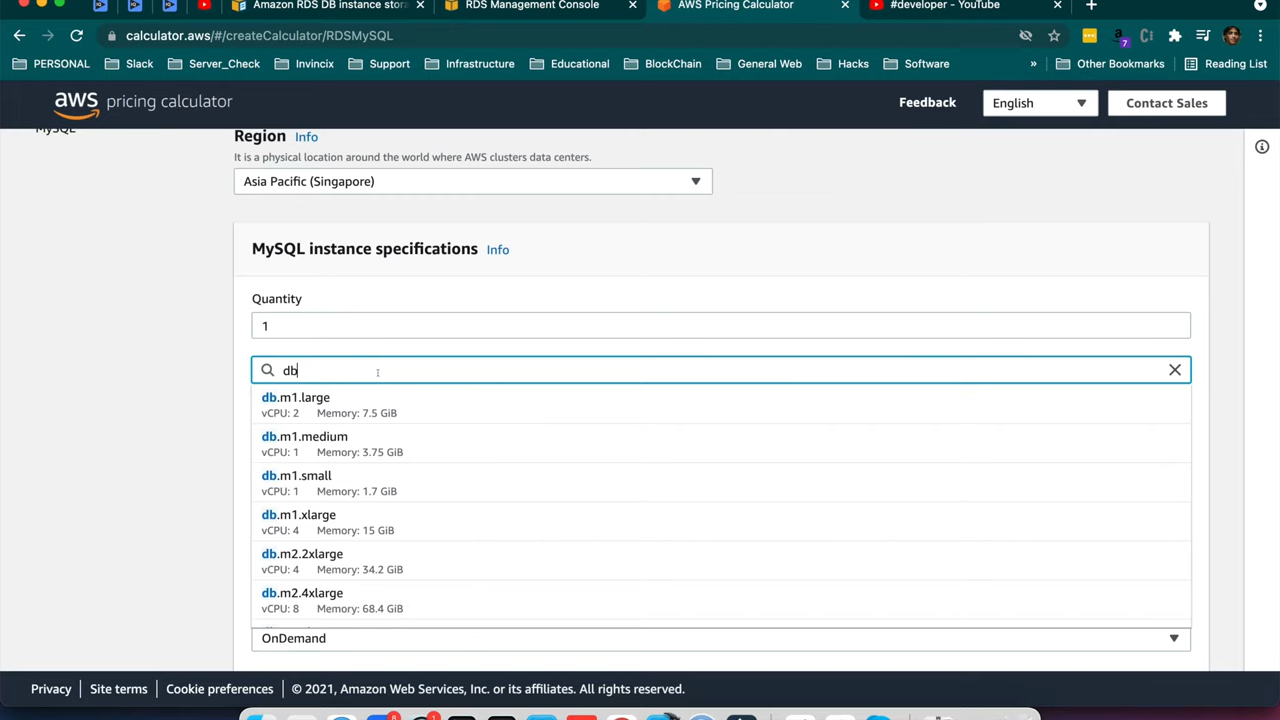 Amazon RDS DB instance stora
RDS Management Console
AWS Pricing Calculator
#developer - YouTube
calculator.aws/#/createCalculator/RDSMySQL
7
PERSONAL
Slack
Server_Check
Invincix
Support
Infrastructure
Educational
BlockChain
General Web
Hacks
Software
»
Other Bookmarks
Reading List
aws pricing calculator
Feedback
English
Contact Sales
MySQL
Region Info
It is a physical location around the world where AWS clusters data centers.
Asia Pacific (Singapore)
MySQL instance specifications Info
Quantity
1
db
db.m1.large
vCPU: 2 Memory: 7.5 GiB
db.m1.medium
vCPU: 1 Memory: 3.75 GiB
db.m1.small
vCPU: 1 Memory: 1.7 GiB
db.m1.xlarge
vCPU: 4 Memory: 15 GiB
db.m2.2xlarge
vCPU: 4 Memory: 34.2 GiB
db.m2.4xlarge
vCPU: 8 Memory: 68.4 GiB
OnDemand
Privacy
Site terms
Cookie preferences
© 2021, Amazon Web Services, Inc. or its affiliates. All rights reserved.